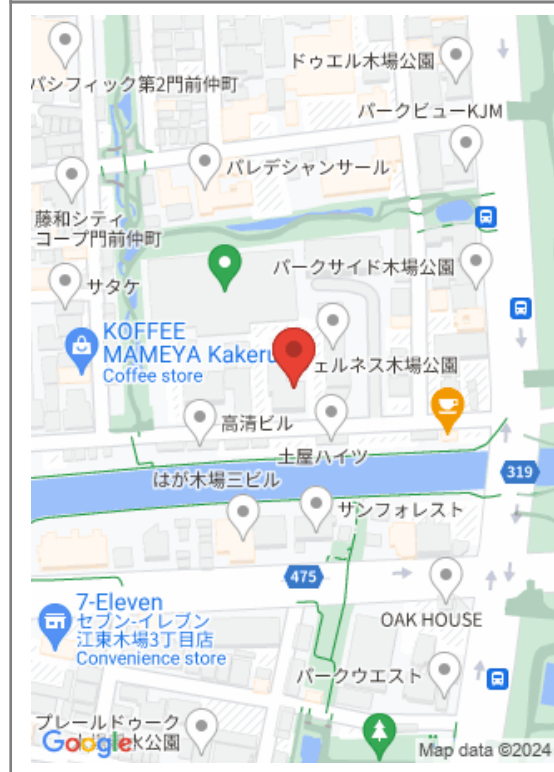 ドゥエル木場公園
パシフィック第2門前仲町
パークビューKJM
パレデシャンサール
藤和シティ
コープ門前仲町
パークサイド木場公園
サタケ
KOFFEE
MAMEYA Kakeru
Coffee store
ェルネス木場公園
高清ビル
土屋ハイツ
はが木場三ビル
319
サンフォレスト
475
7-Eleven
セブン-イレブン
江東木場3丁目店
Convenience store
OAK HOUSE
パークウエスト
プレールドゥーク
K公園
Google
Map data ©2024